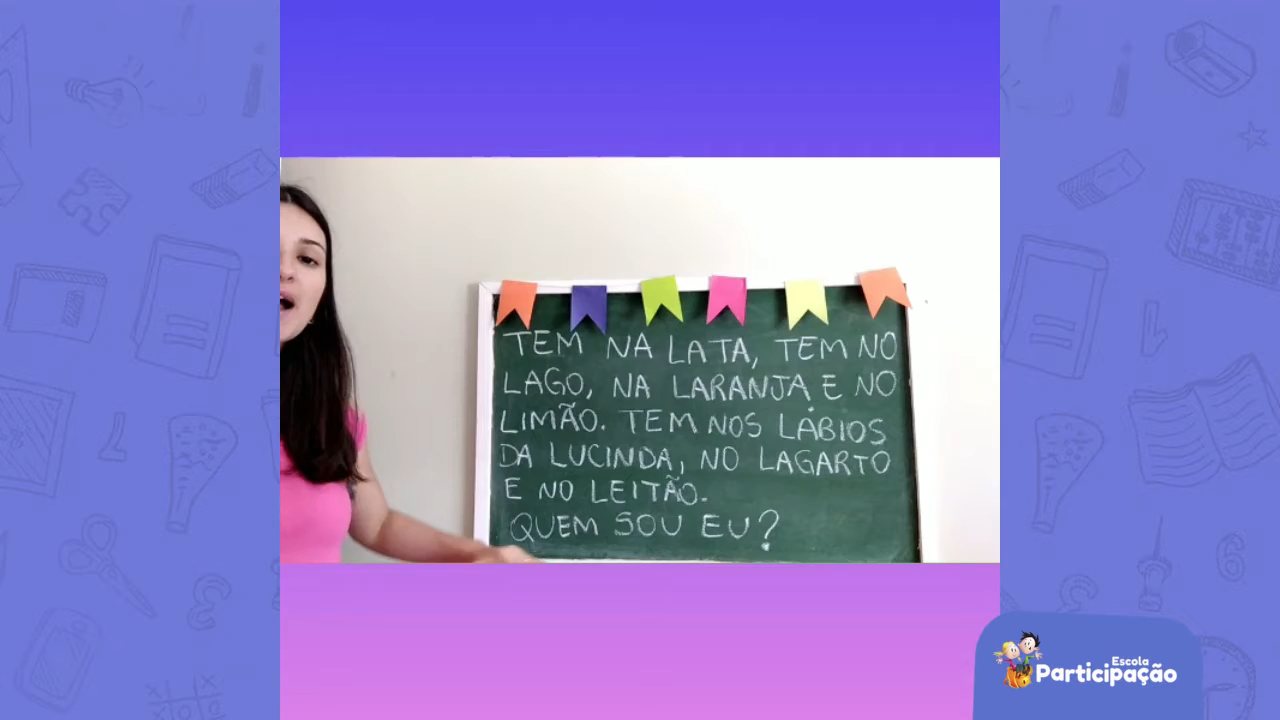 TEM NA LATA, TEM NO
LAGO, NA LARANJA E NO
LIMÃO. TEM NOS LÁBIOS
DA LUCINDA, NO LAGARTO
E NO LEITÃO.
QUEM SOU EU?
Escola
Participação